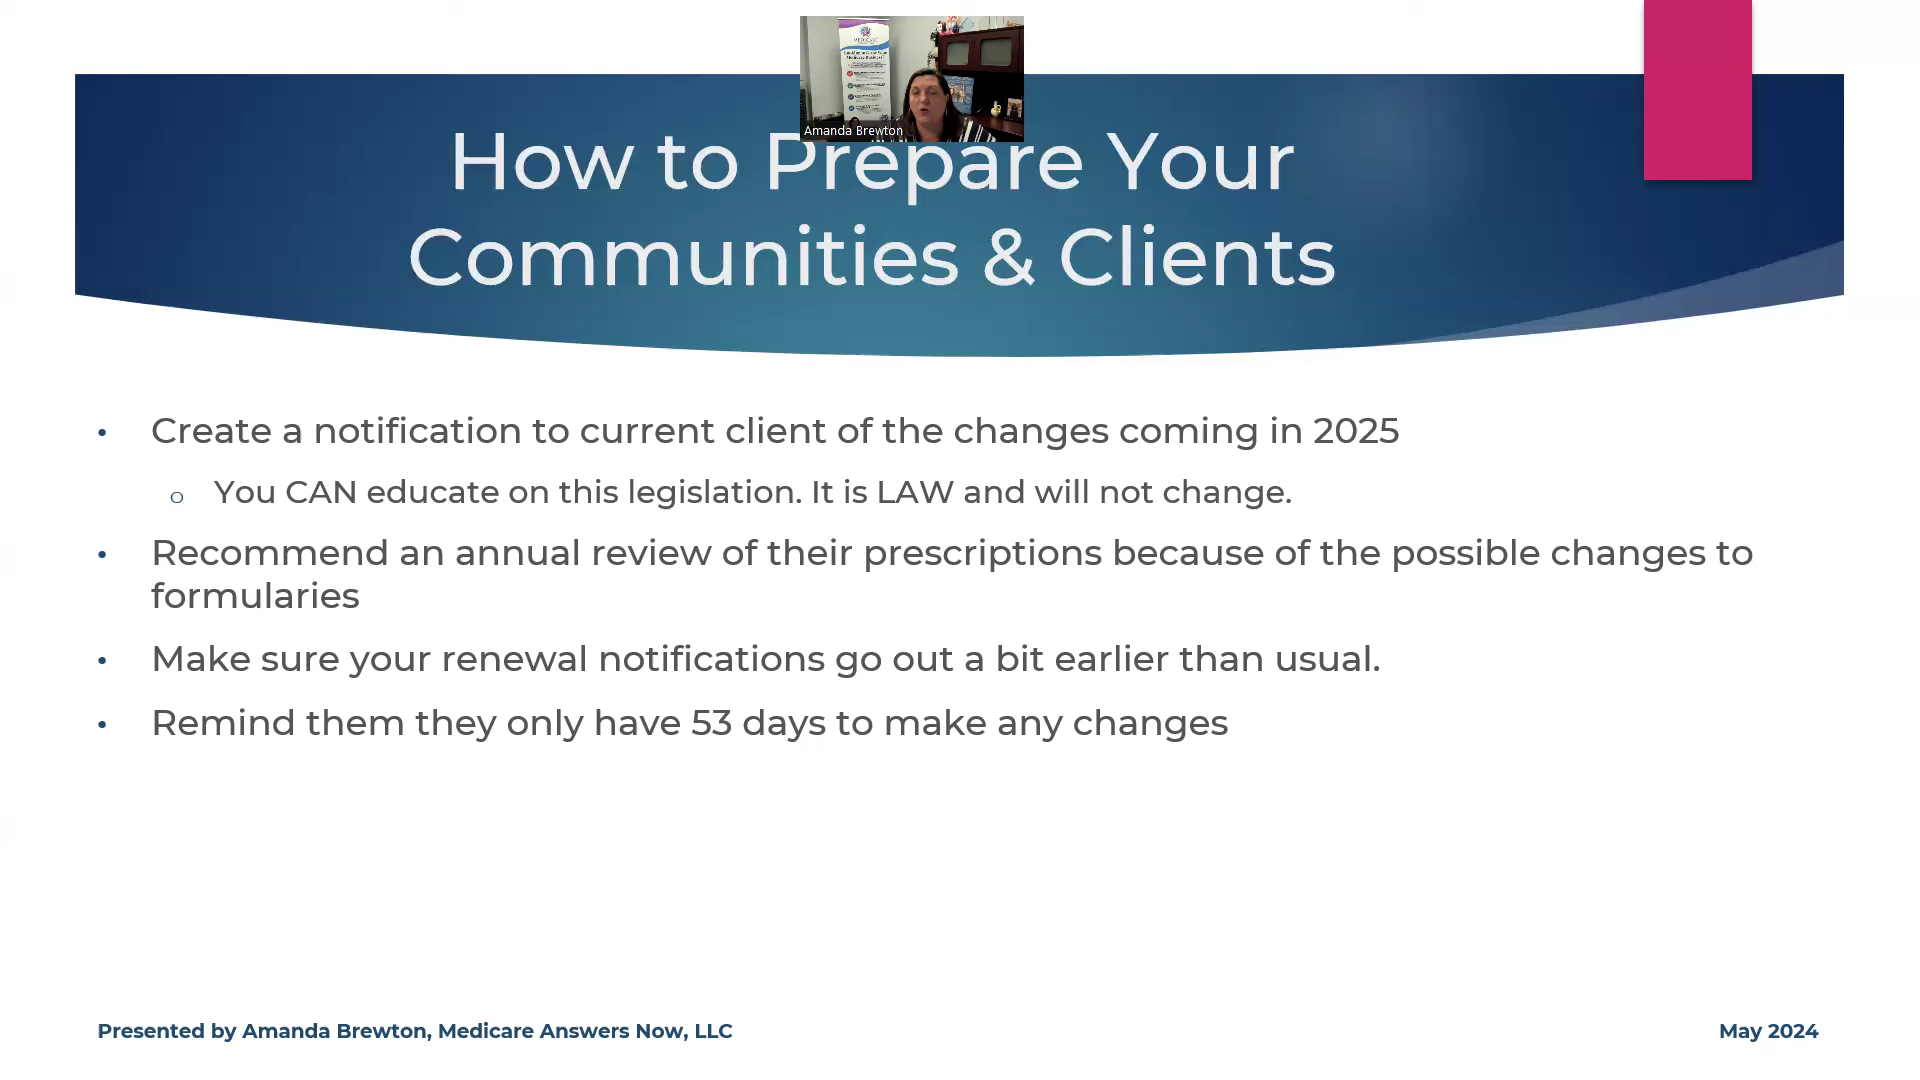 MEDICARE
Amanda Brewton
How to Prepare Your
Communities & Clients
• Create a notification to current client of the changes coming in 2025
o You CAN educate on this legislation. It is LAW and will not change.
• Recommend an annual review of their prescriptions because of the possible changes to
formularies
• Make sure your renewal notifications go out a bit earlier than usual.
• Remind them they only have 53 days to make any changes
Presented by Amanda Brewton, Medicare Answers Now, LLC
May 2024